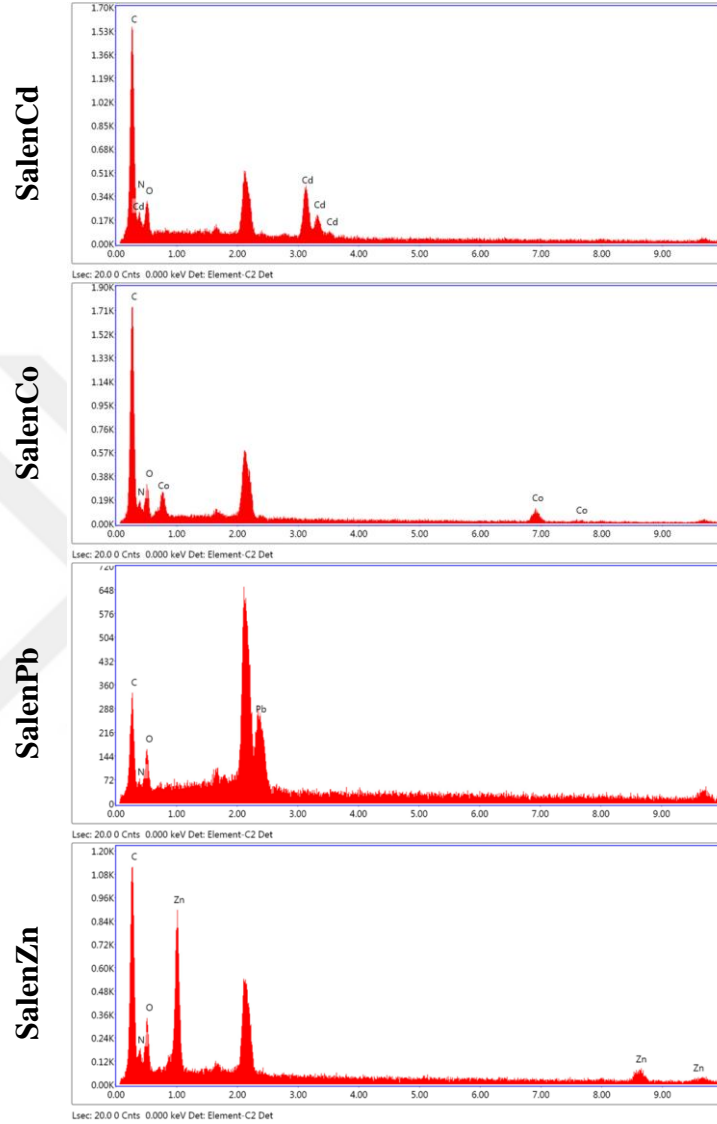 SalenCd
1.70K
1.53K
1.36K
1.19K
1.02K
0.85K
0.68K
0.51K
0.34K
0.17K
0.00K
C
N
O
Cd
Cd
Cd
Cd
0.00 1.00 2.00 3.00 4.00 5.00 6.00 7.00 8.00 9.00
Lsec: 20.0 0 Cnts 0.000 keV Det: Element-C2 Det
SalenCo
1.90K
1.71K
1.52K
1.33K
1.14K
0.95K
0.76K
0.57K
0.38K
0.19K
0.00K
C
N
O
Co
Co
Co
0.00 1.00 2.00 3.00 4.00 5.00 6.00 7.00 8.00 9.00
Lsec: 20.0 0 Cnts 0.000 keV Det: Element-C2 Det
SalenPb
720
648
576
504
432
360
288
216
144
72
0
C
N
O
Pb
0.00 1.00 2.00 3.00 4.00 5.00 6.00 7.00 8.00 9.00
Lsec: 20.0 0 Cnts 0.000 keV Det: Element-C2 Det
SalenZn
1.20K
1.08K
0.96K
0.84K
0.72K
0.60K
0.48K
0.36K
0.24K
0.12K
0.00K
C
N
O
Zn
Zn
Zn
0.00 1.00 2.00 3.00 4.00 5.00 6.00 7.00 8.00 9.00
Lsec: 20.0 0 Cnts 0.000 keV Det: Element-C2 Det